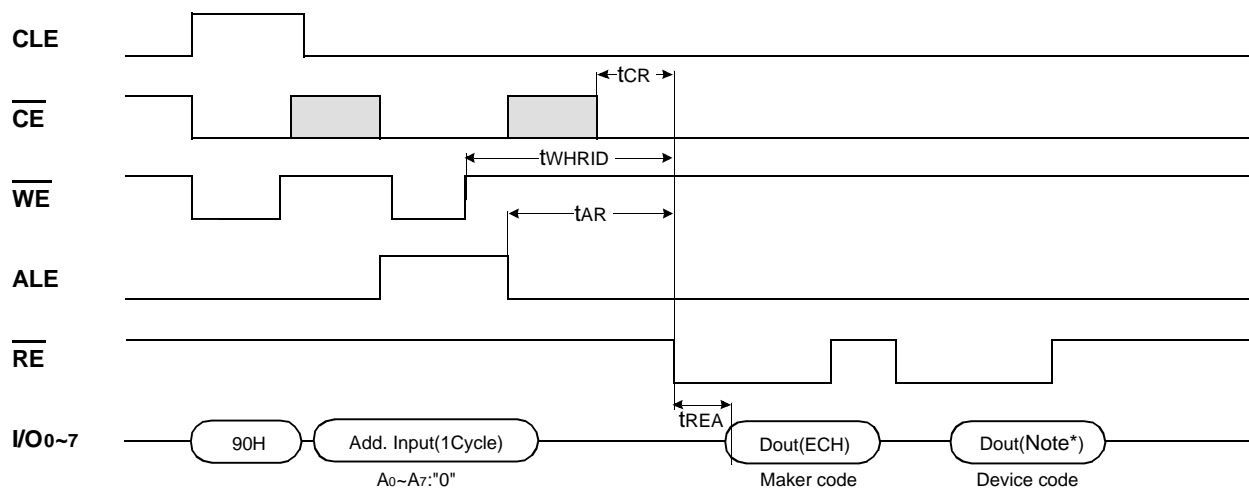 CLE
tCR
CE
tWHRID
WE
tAR
ALE
RE
tREA
I/O0~7
90H
Add. Input(1Cycle)
Dout(ECH)
Dout(Note*)
A0~A7:"0"
Maker code
Device code